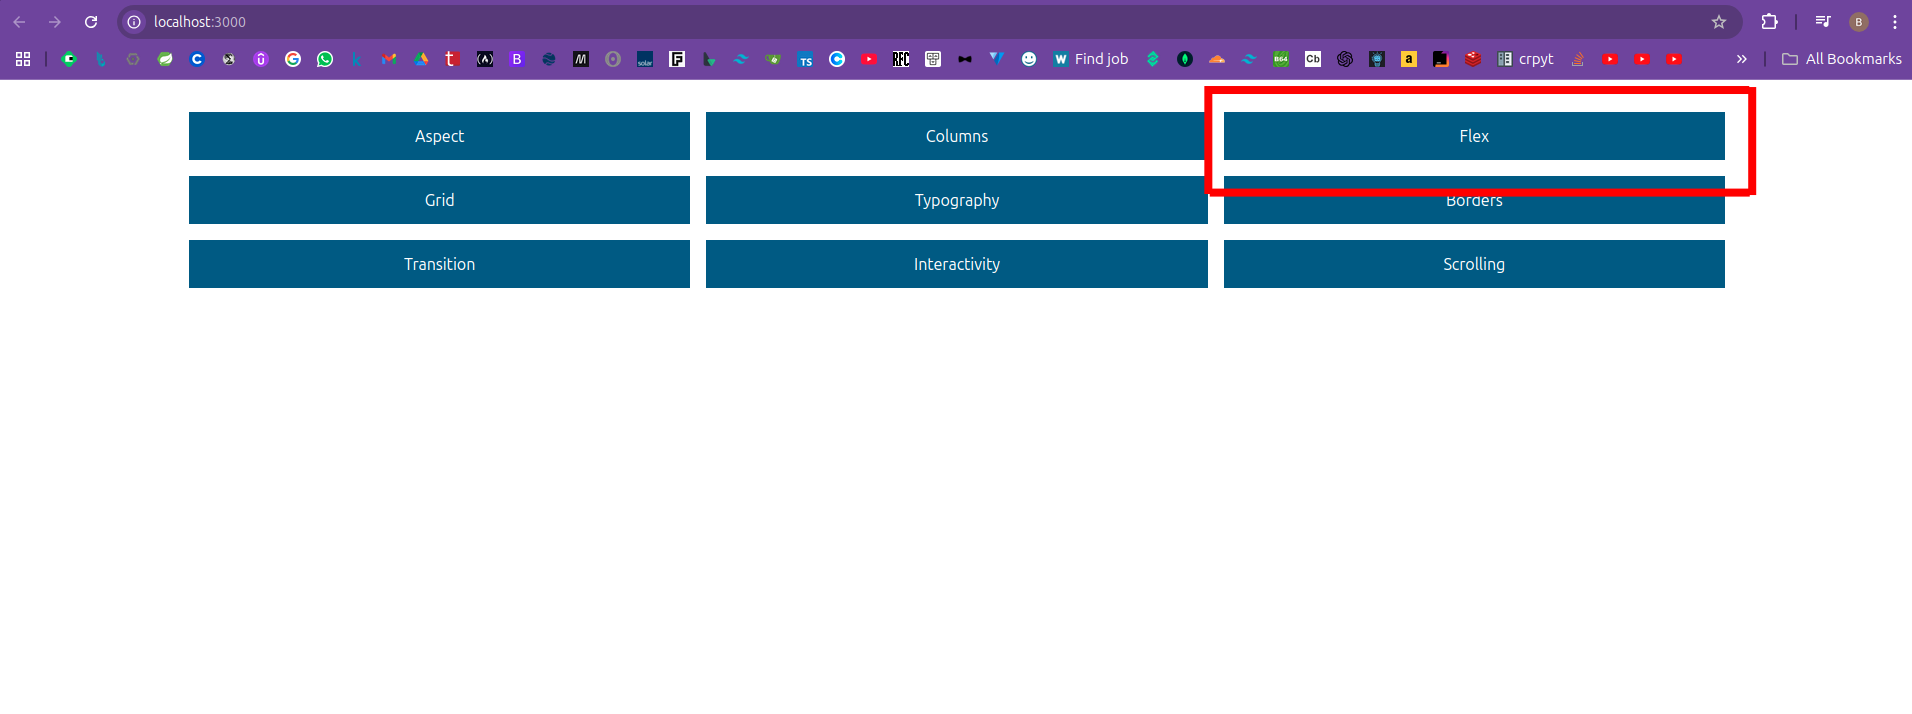 localhost:3000
B
Find job
crpyt
All Bookmarks
Aspect
Columns
Flex
Grid
Typography
Borders
Transition
Interactivity
Scrolling